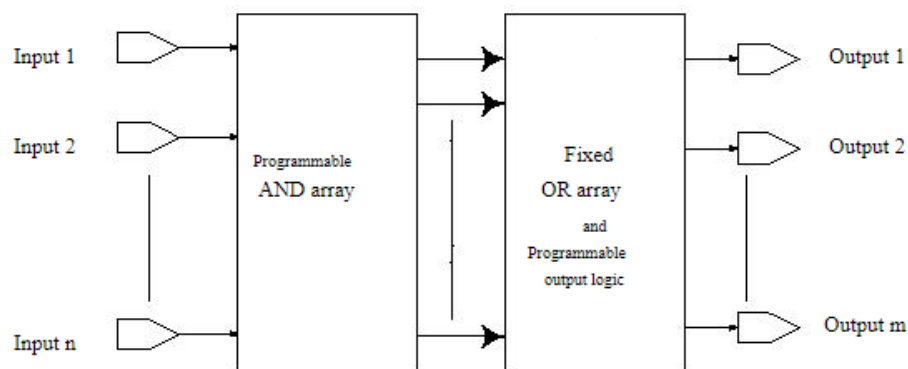 Input 1
Input 2
Input n
Programmable
AND array
Fixed
OR array
and
Programmable
output logic
Output 1
Output 2
Output m